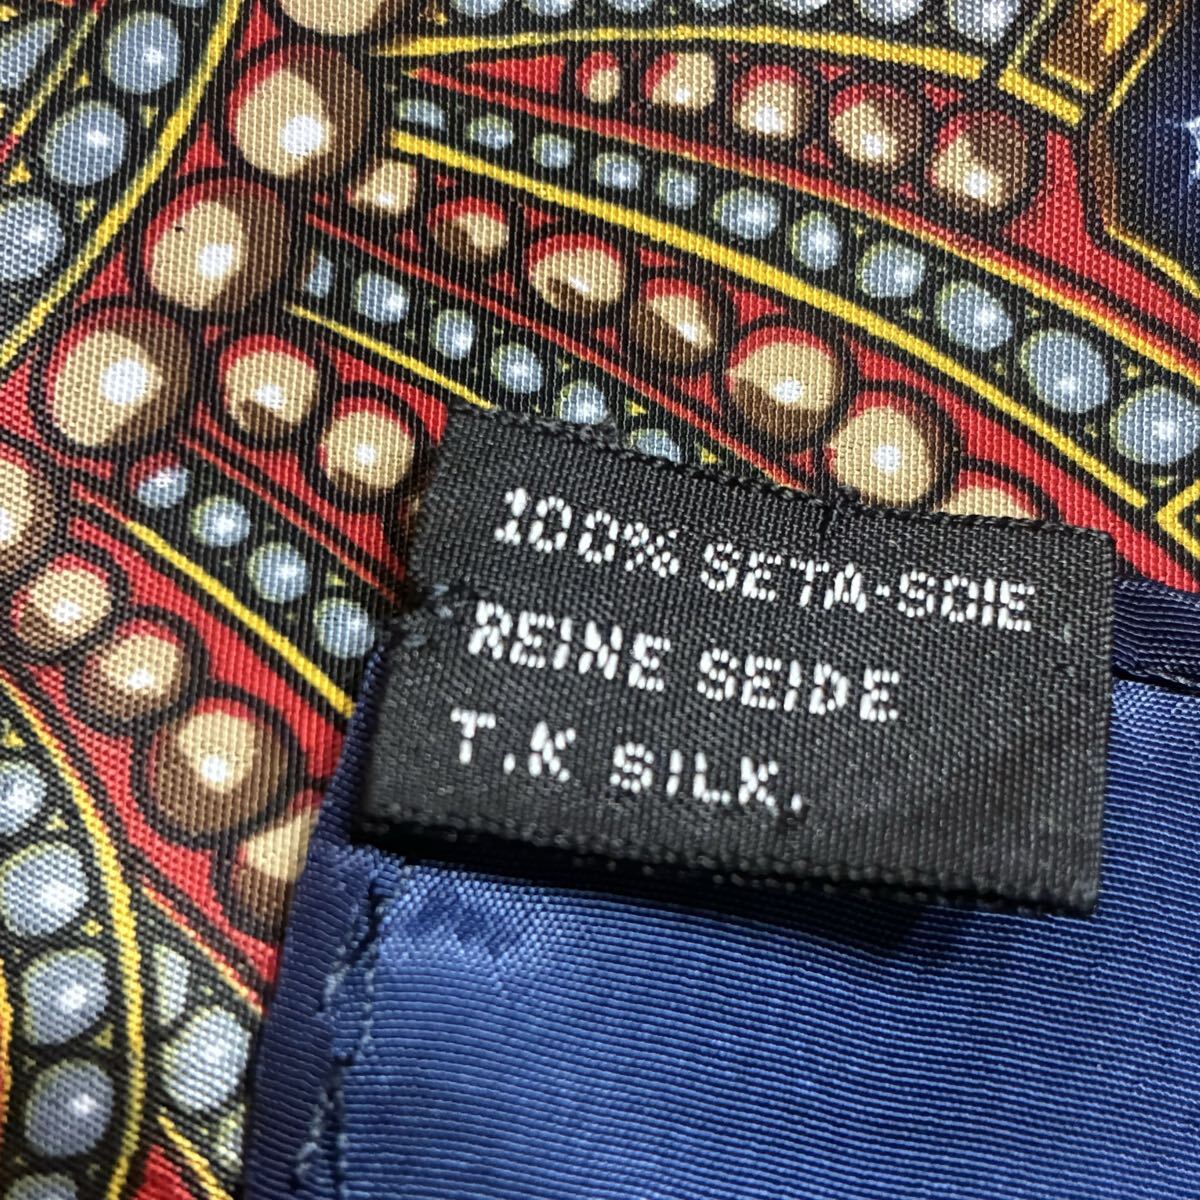 100% SETA-SOIE
REINE SEIDE
T.K SILK.